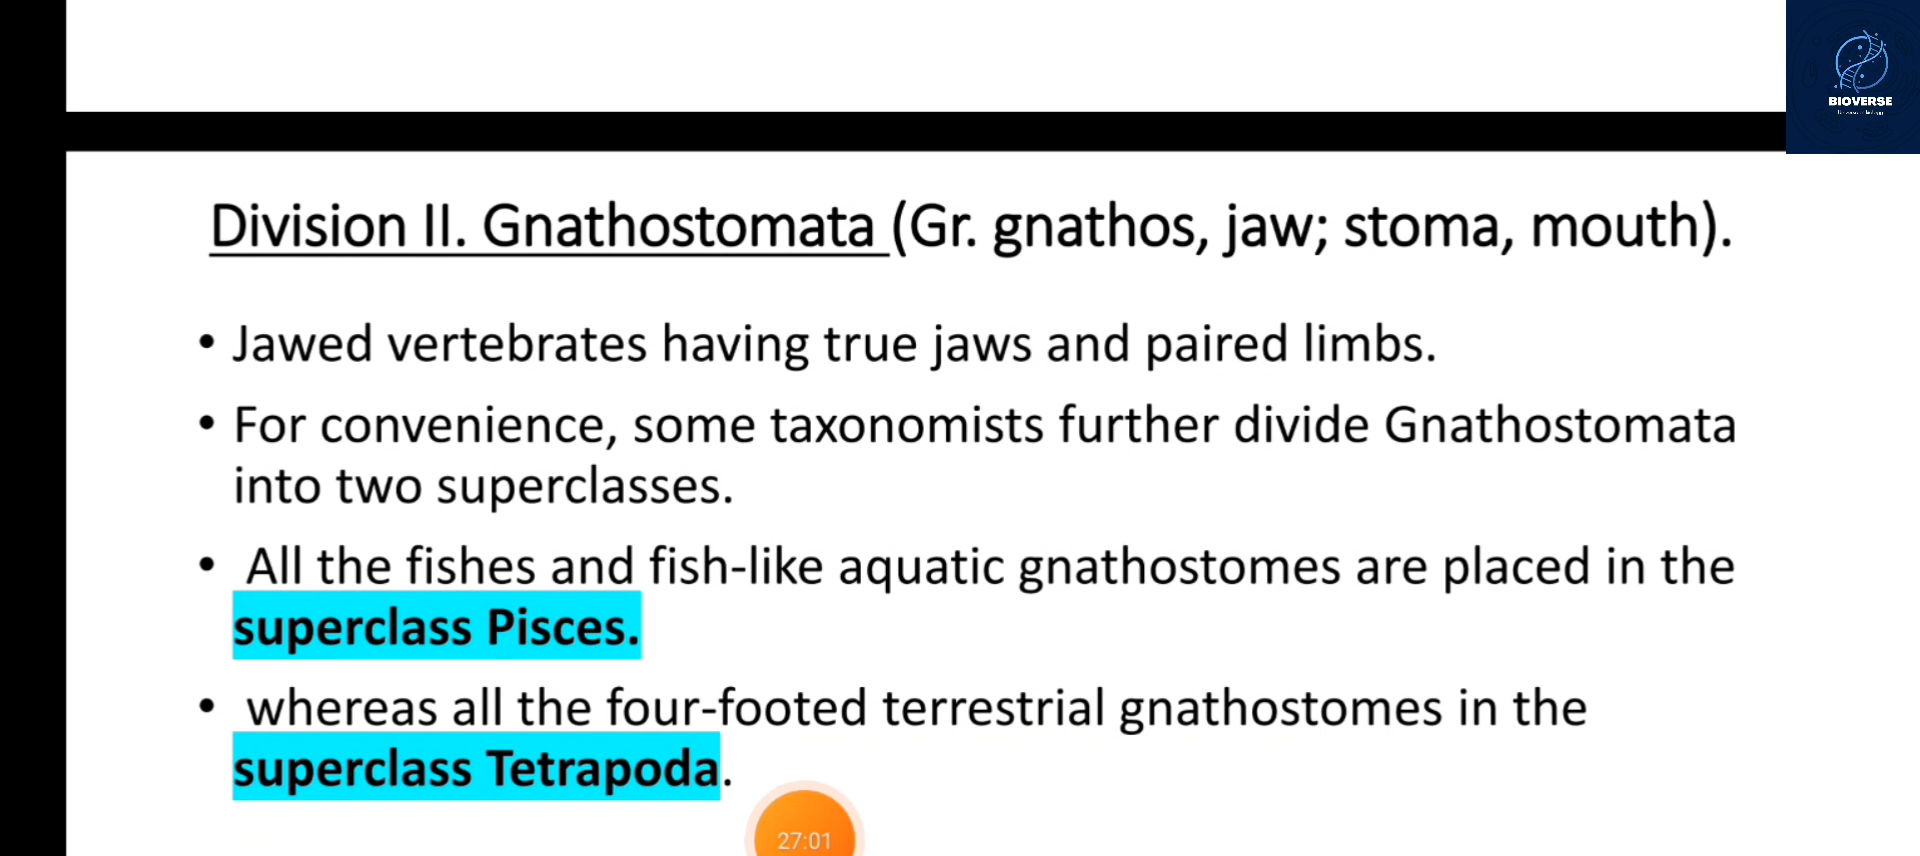 BIOVERSE
Division II. Gnathostomata (Gr. gnathos, jaw; stoma, mouth).
• Jawed vertebrates having true jaws and paired limbs.
• For convenience, some taxonomists further divide Gnathostomata
into two superclasses.
• All the fishes and fish-like aquatic gnathostomes are placed in the
superclass Pisces.
• whereas all the four-footed terrestrial gnathostomes in the
superclass Tetrapoda.
27:01